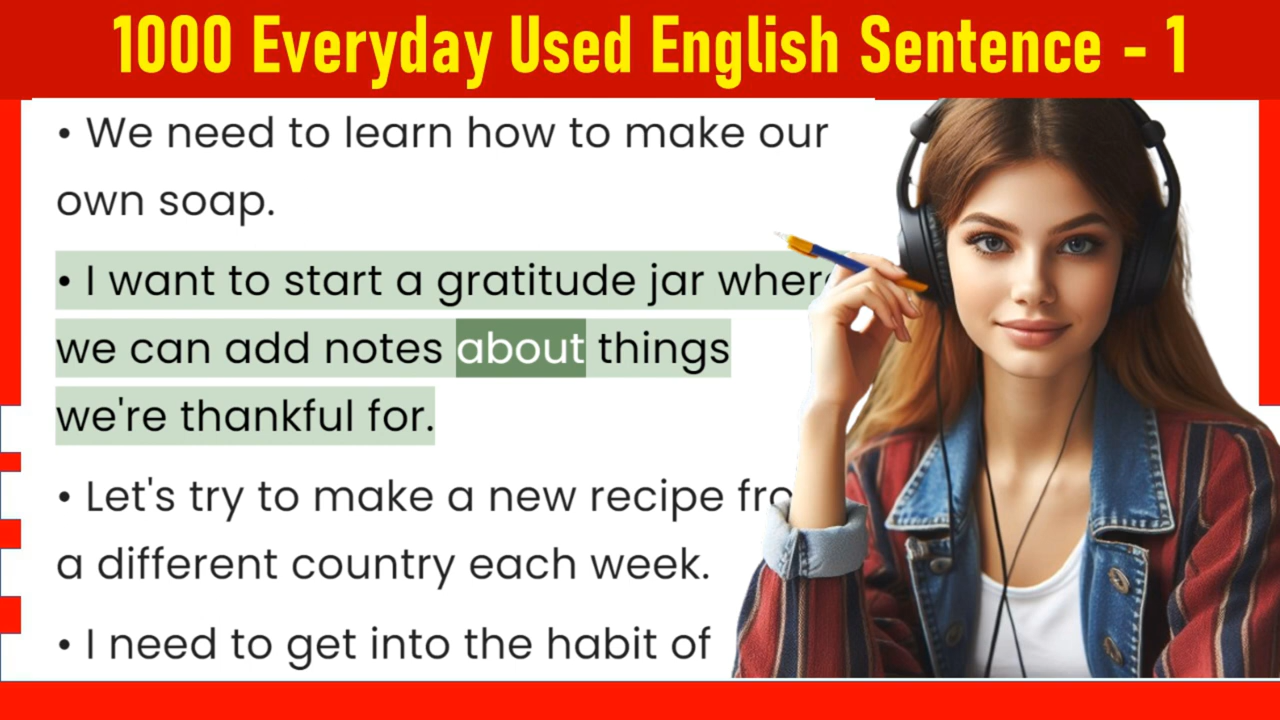 1000 Everyday Used English Sentence - 1
• We need to learn how to make our
own soap.
• I want to start a gratitude jar where
we can add notes about things
we're thankful for.
• Let's try to make a new recipe fro
a different country each week.
• I need to get into the habit of